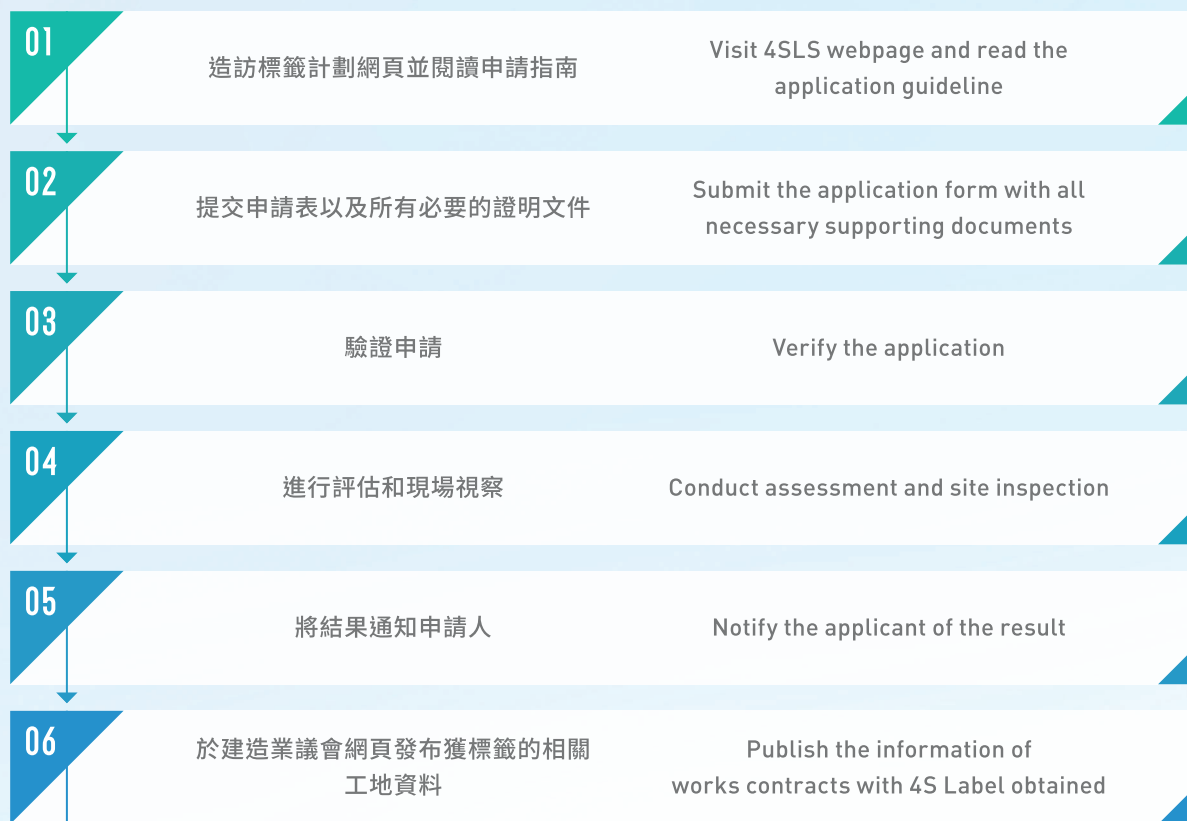 01
造訪標籤計劃網頁並閱讀申請指南
Visit 4SLS webpage and read the
application guideline
02
提交申請表以及所有必要的證明文件
Submit the application form with all
necessary supporting documents
03
驗證申請
Verify the application
04
進行評估和現場視察
Conduct assessment and site inspection
05
將結果通知申請人
Notify the applicant of the result
06
於建造業議會網頁發布獲標籤的相關
工地資料
Publish the information of
works contracts with 4S Label obtained